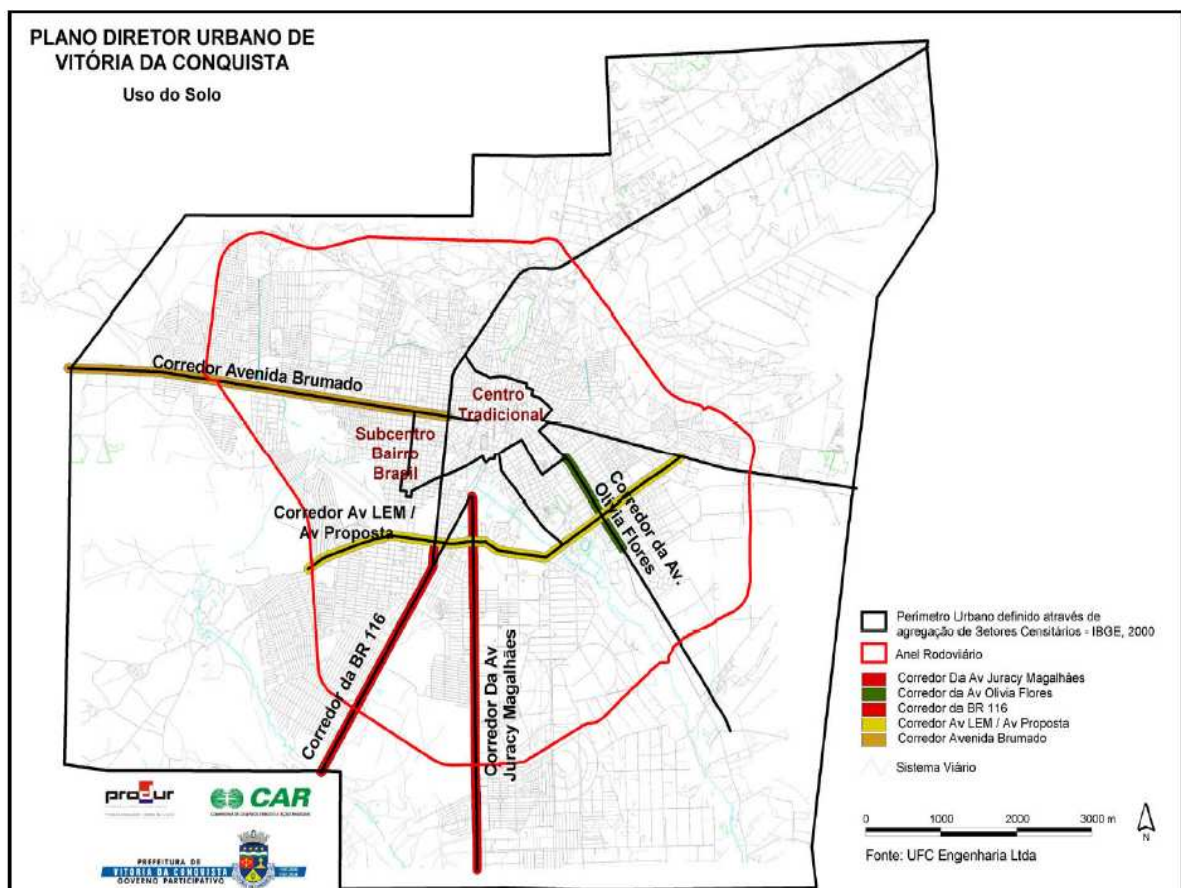 PLANO DIRETOR URBANO DE
VITÓRIA DA CONQUISTA
Uso do Solo
Corredor Avenida Brumado
Centro
Tradicional
Subcentro
Bairro
Brasil
Corredor Av LEM /
Av Proposta
Corredor da Av.
Olivia Flores
Corredor da BR 116
Corredor Da Av
Juracy Magalhães
Perímetro Urbano definido através de
agregação de Setores Censitários - IBGE, 2000
Anel Rodoviário
Corredor Da Av Juracy Magalhães
Corredor da Av Olivia Flores
Corredor da BR 116
Corredor Av LEM / Av Proposta
Corredor Avenida Brumado
Sistema Viário
0 1000 2000 3000 m
N
Fonte: UFC Engenharia Ltda
produr
CAR
PREFEITURA DE
VITÓRIA DA CONQUISTA
GOVERNO PARTICIPATIVO